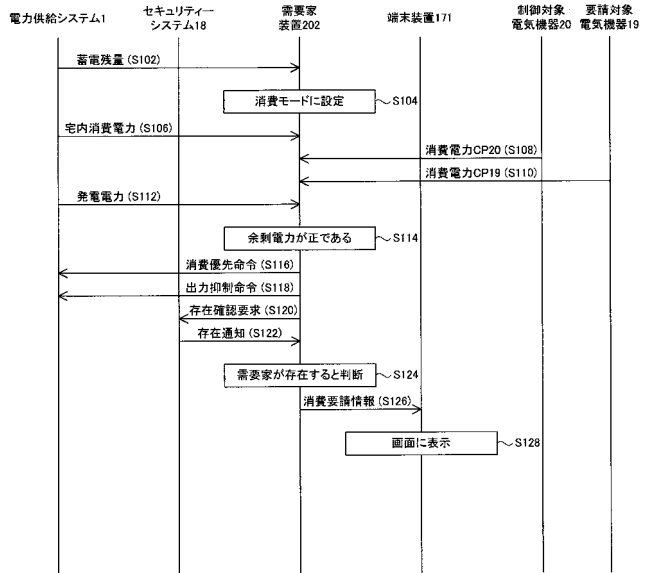 電力供給システム1
セキュリティー
システム18
需要家
装置202
端末装置171
制御対象
電気機器20
要請対象
電気機器19
蓄電残量(S102)
消費モードに設定
S104
宅内消費電力(S106)
消費電力CP20(S108)
消費電力CP19(S110)
発電電力(S112)
余剰電力が正である
S114
消費優先命令(S116)
出力抑制命令(S118)
存在確認要求(S120)
存在通知(S122)
需要家が存在すると判断
S124
消費要請情報(S126)
画面に表示
S128